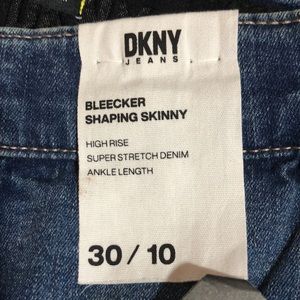 DKNY
JEANS
BLEECKER
SHAPING SKINNY
HIGH RISE
SUPER STRETCH DENIM
ANKLE LENGTH
30 / 10